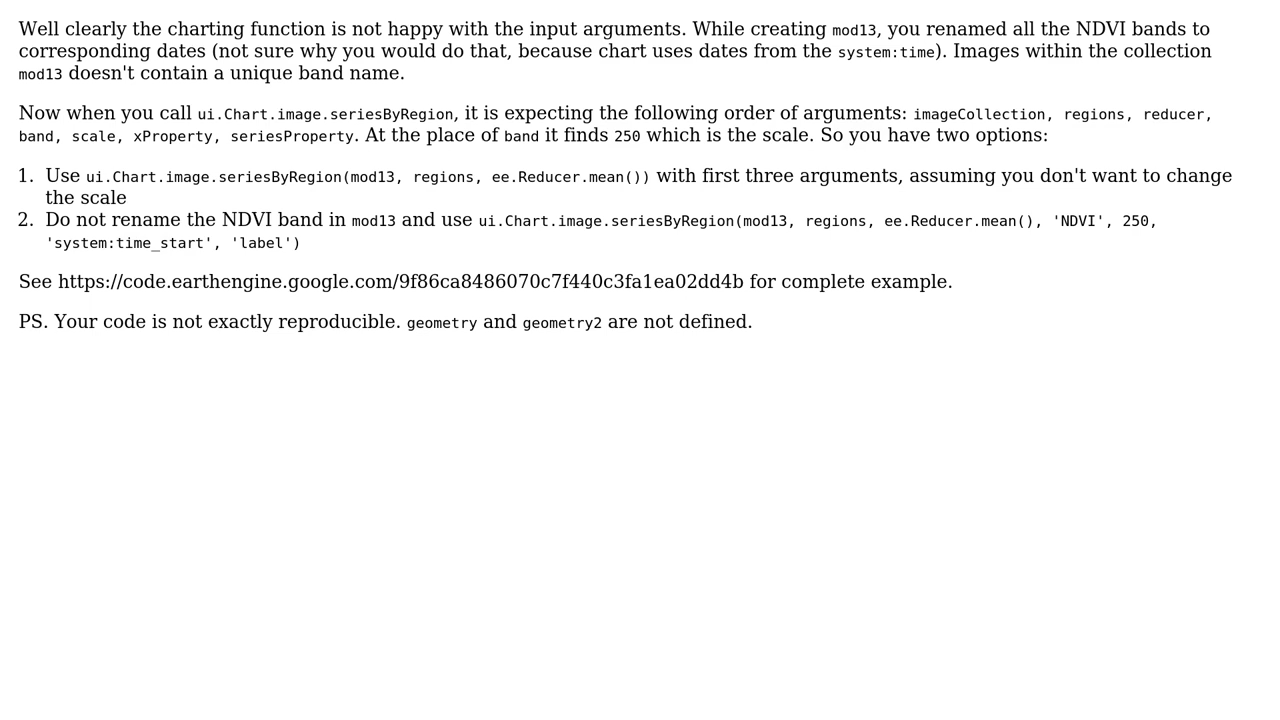 Well clearly the charting function is not happy with the input arguments. While creating mod13, you renamed all the NDVI bands to
corresponding dates (not sure why you would do that, because chart uses dates from the system:time). Images within the collection
mod13 doesn't contain a unique band name.
Now when you call ui.Chart.image.seriesByRegion, it is expecting the following order of arguments: imageCollection, regions, reducer,
band, scale, xProperty, seriesProperty. At the place of band it finds 250 which is the scale. So you have two options:
1. Use ui.Chart.image.seriesByRegion(mod13, regions, ee.Reducer.mean()) with first three arguments, assuming you don't want to change
the scale
2. Do not rename the NDVI band in mod13 and use ui.Chart.image.seriesByRegion(mod13, regions, ee.Reducer.mean(), 'NDVI', 250,
'system:time_start', 'label')
See https://code.earthengine.google.com/9f86ca8486070c7f440c3fa1ea02dd4b for complete example.
PS. Your code is not exactly reproducible. geometry and geometry2 are not defined.